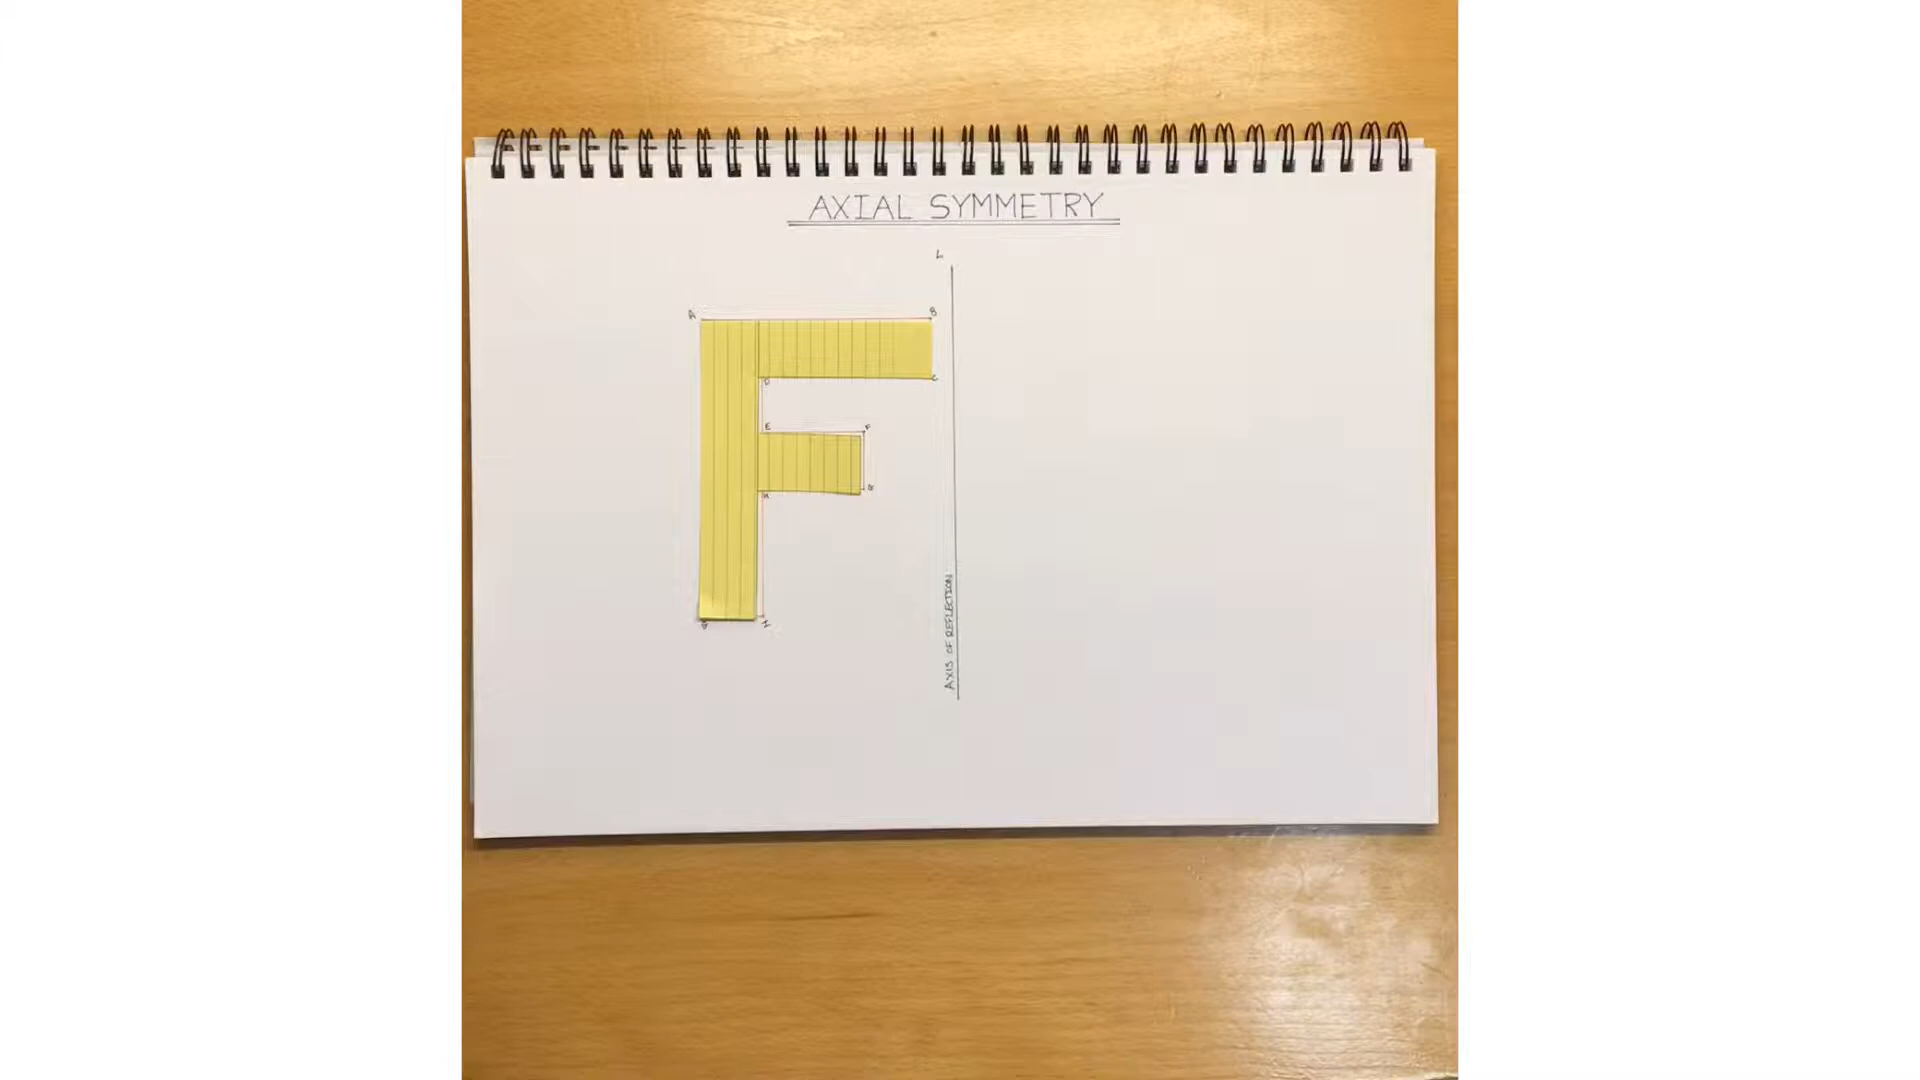 AXIAL SYMMETRY
L
A
B
C
D
E
F
G
H
I
AXIS OF REFLECTION